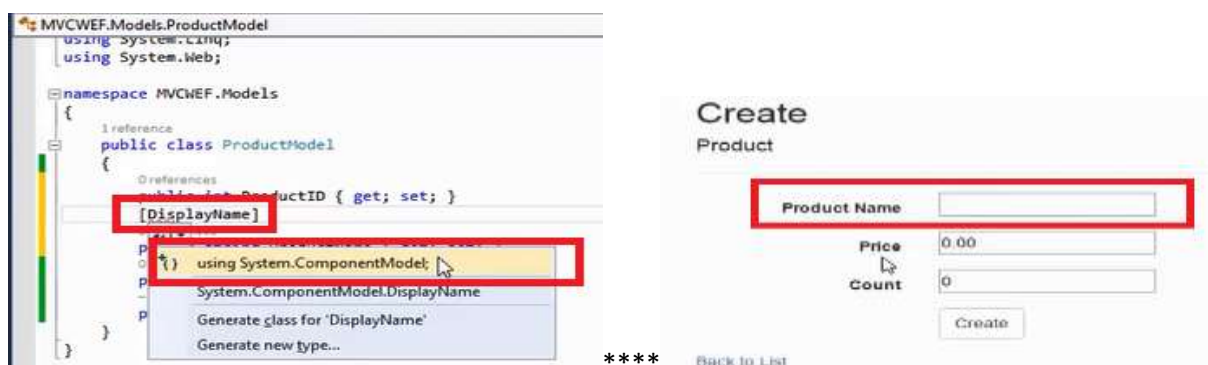 MVCWEF.Models.ProductModel
using System.Linq;
using System.Web;
namespace MVCWEF.Models
{
1 reference
public class ProductModel
{
0 references
public int ProductID { get; set; }
[DisplayName]
using System.ComponentModel;
System.ComponentModel.DisplayName
Generate class for 'DisplayName'
Generate new type...
}
}
****
Create
Product
Product Name
Price 0.00
Count 0
Create
Back to List